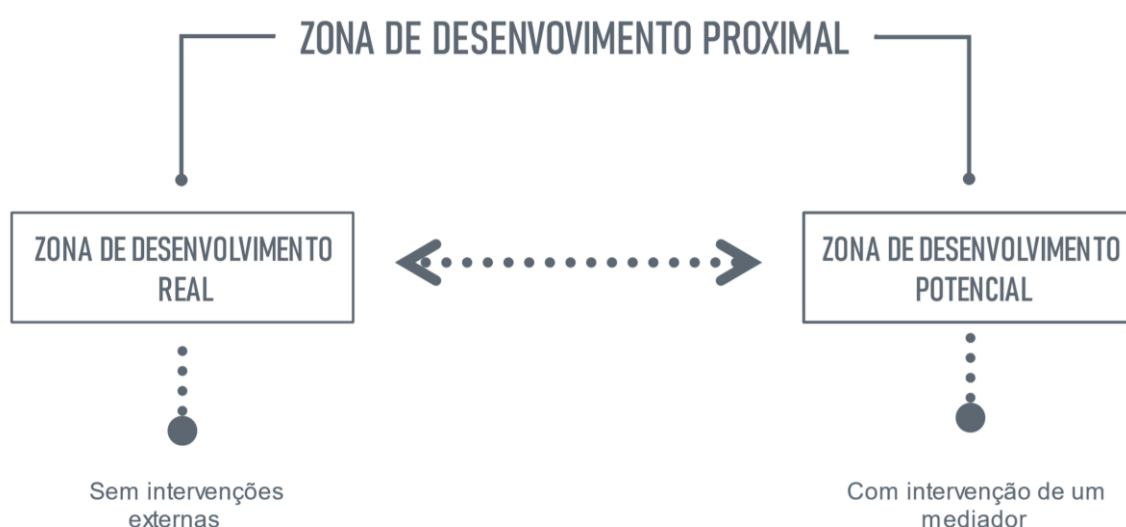 ZONA DE DESENVOVIMENTO PROXIMAL
ZONA DE DESENVOLVIMENTO
REAL
ZONA DE DESENVOLVIMENTO
POTENCIAL
Sem intervenções
externas
Com intervenção de um
mediador